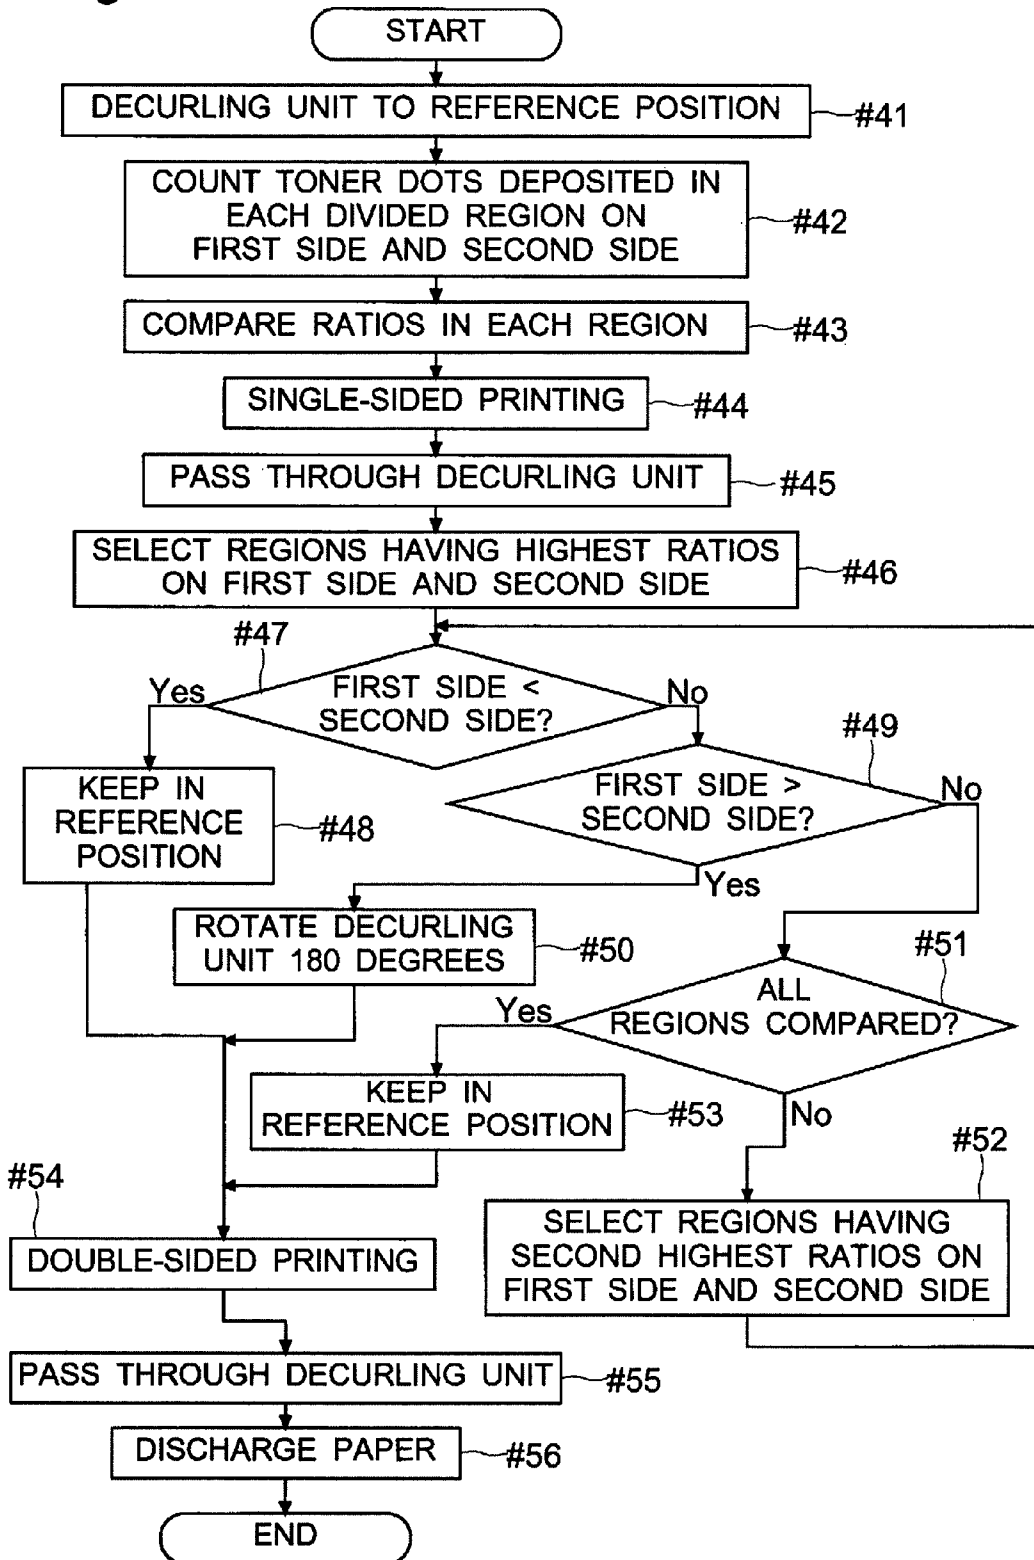 START
DECURLING UNIT TO REFERENCE POSITION
#41
COUNT TONER DOTS DEPOSITED IN
EACH DIVIDED REGION ON
FIRST SIDE AND SECOND SIDE
#42
COMPARE RATIOS IN EACH REGION
#43
SINGLE-SIDED PRINTING
#44
PASS THROUGH DECURLING UNIT
#45
SELECT REGIONS HAVING HIGHEST RATIOS
ON FIRST SIDE AND SECOND SIDE
#46
#47
FIRST SIDE <
SECOND SIDE?
Yes
No
KEEP IN
REFERENCE
POSITION
#48
#49
FIRST SIDE >
SECOND SIDE?
No
Yes
ROTATE DECURLING
UNIT 180 DEGREES
#50
#51
ALL
REGIONS COMPARED?
Yes
No
KEEP IN
REFERENCE POSITION
#53
#52
SELECT REGIONS HAVING
SECOND HIGHEST RATIOS ON
FIRST SIDE AND SECOND SIDE
#54
DOUBLE-SIDED PRINTING
PASS THROUGH DECURLING UNIT
#55
DISCHARGE PAPER
#56
END